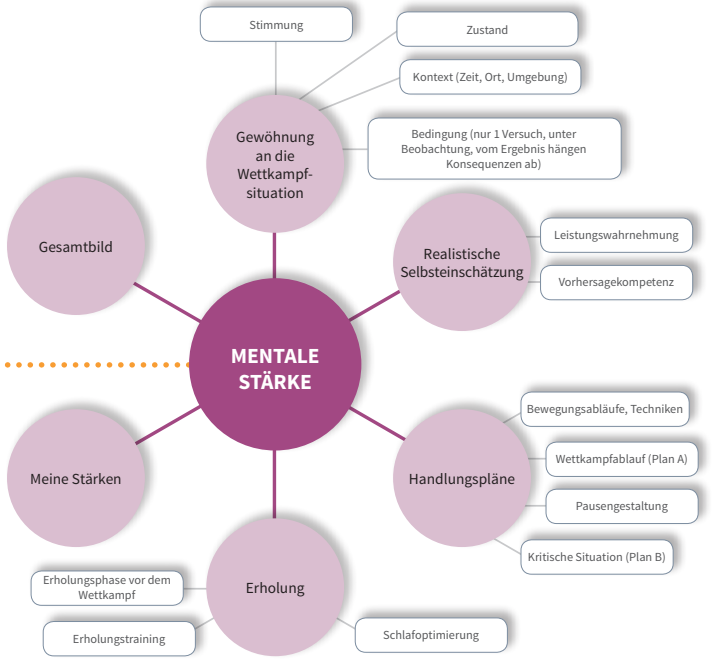 Stimmung
Zustand
Kontext (Zeit, Ort, Umgebung)
Bedingung (nur 1 Versuch, unter
Beobachtung, vom Ergebnis hängen
Konsequenzen ab)
Gewöhnung
an die
Wettkampf-
situation
Gesamtbild
Realistische
Selbsteinschätzung
Leistungswahrnehmung
Vorhersagekompetenz
MENTALE
STÄRKE
Meine Stärken
Handlungspläne
Bewegungsabläufe, Techniken
Wettkampfablauf (Plan A)
Pausengestaltung
Kritische Situation (Plan B)
Erholung
Erholungsphase vor dem
Wettkampf
Erholungstraining
Schlafoptimierung